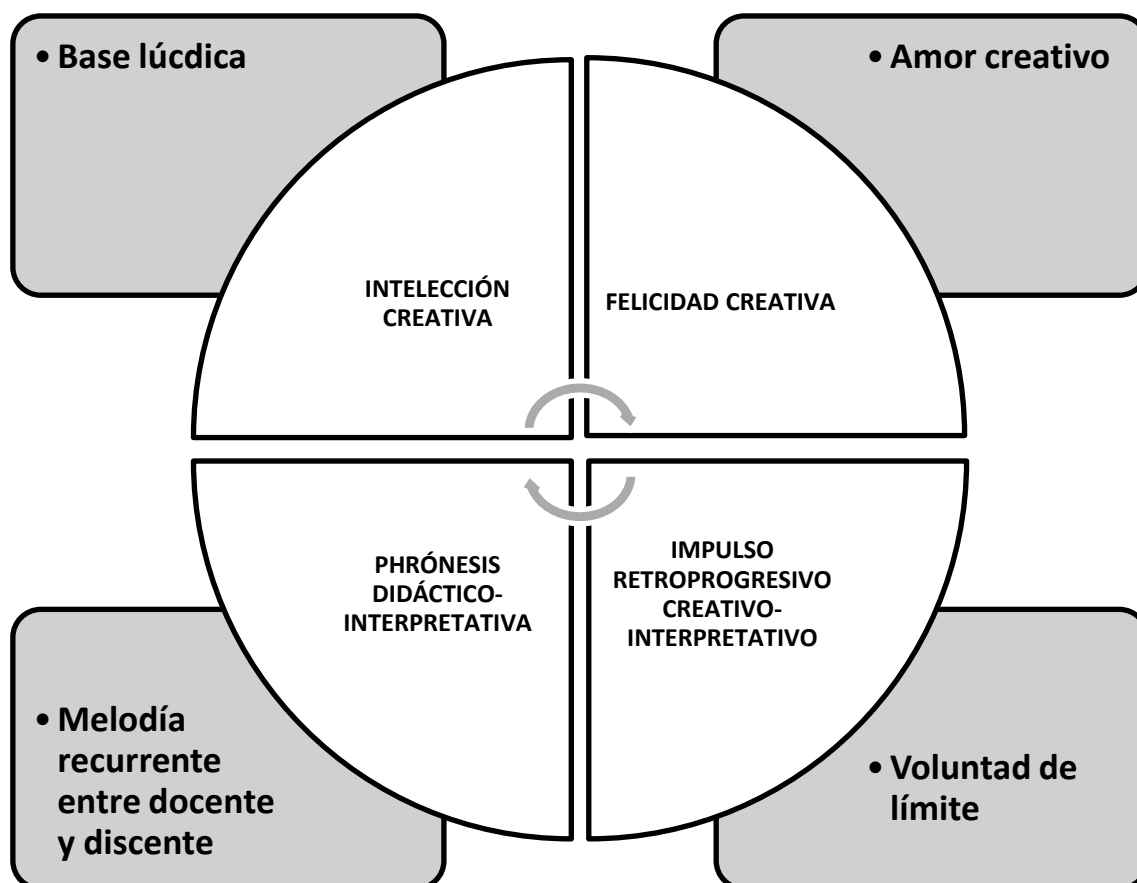 • Base lúcdica
• Amor creativo
INTELECCIÓN
CREATIVA
FELICIDAD CREATIVA
PHRÓNESIS
DIDÁCTICO-
INTERPRETATIVA
IMPULSO
RETROPROGRESIVO
CREATIVO-
INTERPRETATIVO
• Melodía
recurrente
entre docente
y discente
• Voluntad de
límite